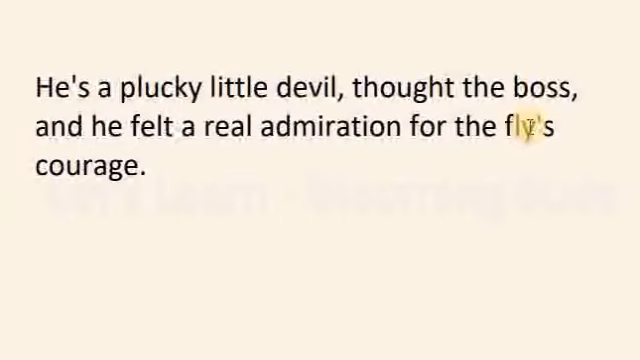 He's a plucky little devil, thought the boss,
and he felt a real admiration for the fly's
courage.